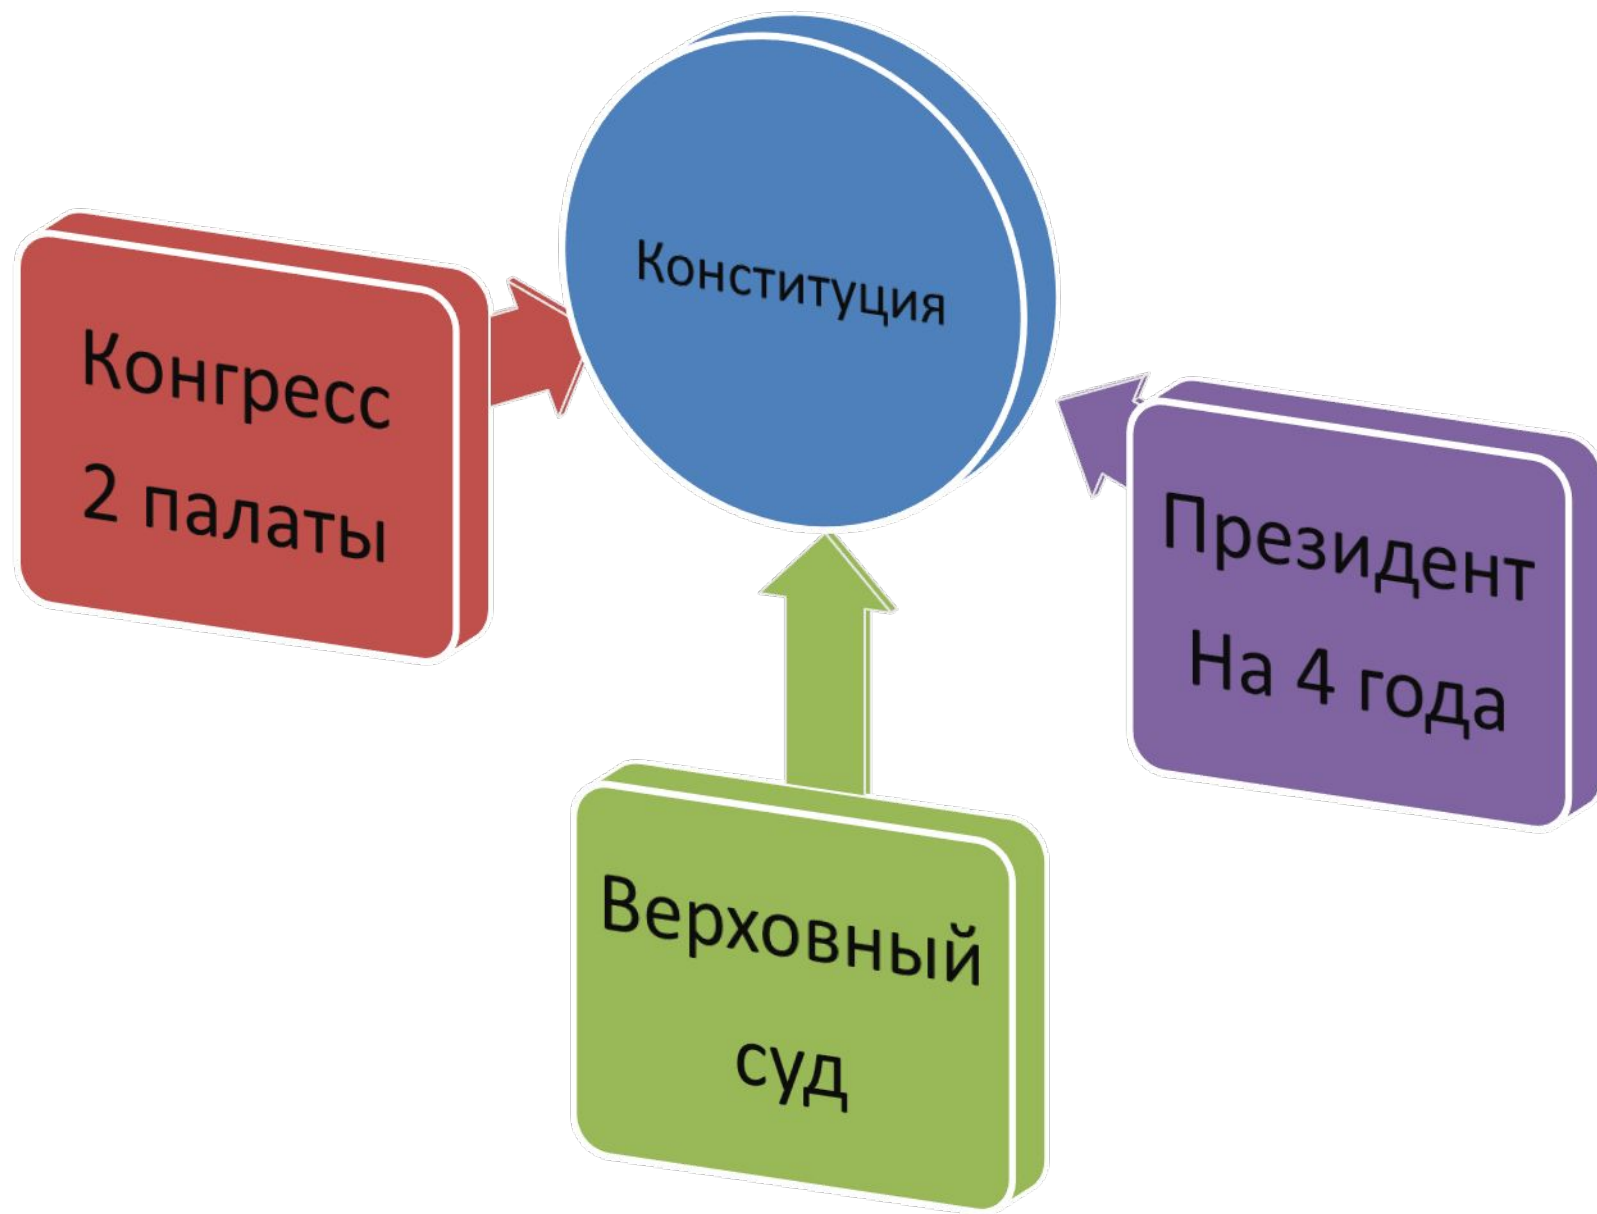 Конституция
Конгресс
2 палаты
Президент
На 4 года
Верховный
суд